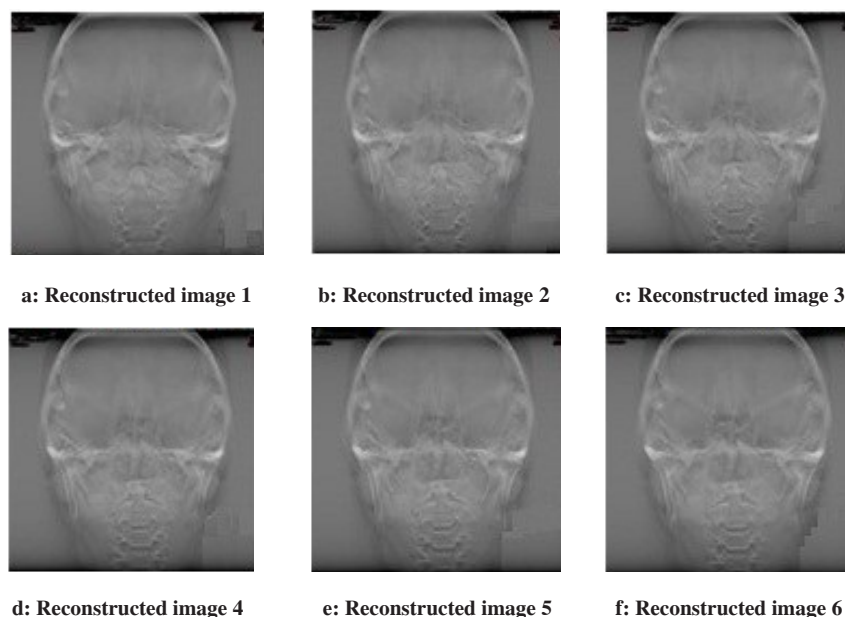 a: Reconstructed image 1
b: Reconstructed image 2
c: Reconstructed image 3
d: Reconstructed image 4
e: Reconstructed image 5
f: Reconstructed image 6